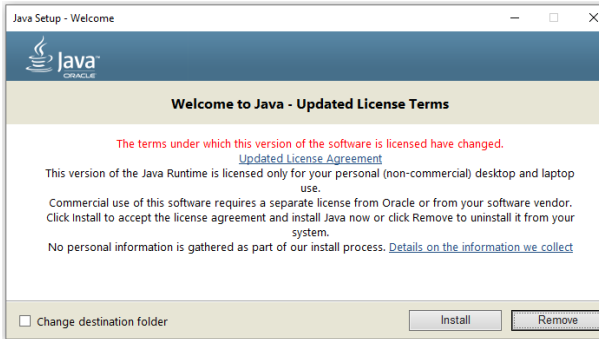 Java Setup - Welcome
Java
ORACLE
Welcome to Java - Updated License Terms
The terms under which this version of the software is licensed have changed.
Updated License Agreement
This version of the Java Runtime is licensed only for your personal (non-commercial) desktop and laptop
use.
Commercial use of this software requires a separate license from Oracle or from your software vendor.
Click Install to accept the license agreement and install Java now or click Remove to uninstall it from your
system.
No personal information is gathered as part of our install process. Details on the information we collect
Change destination folder
Install
Remove